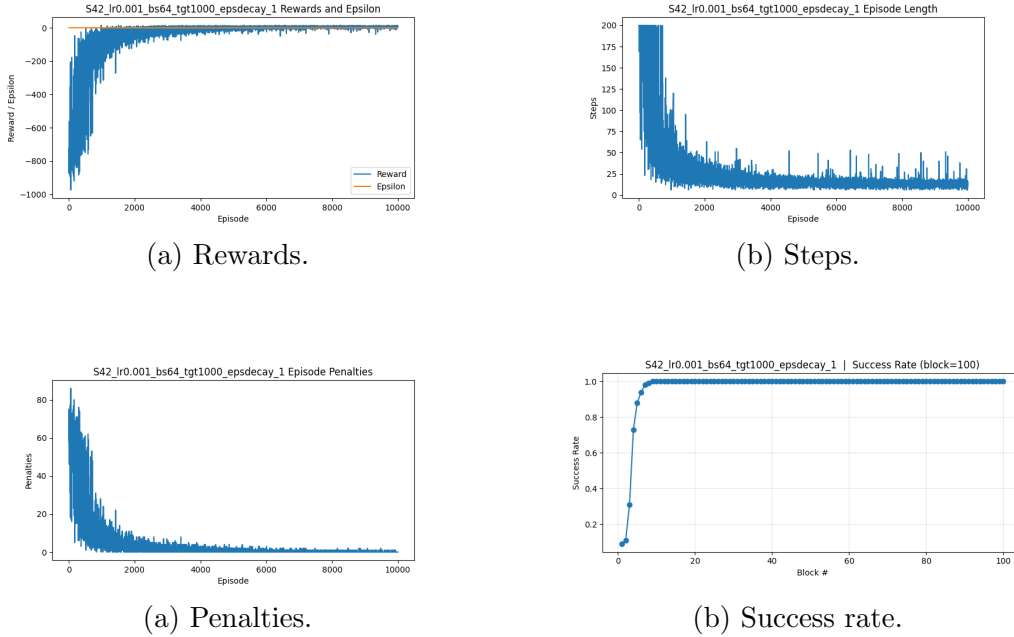 S42_lr0.001_bs64_tgt1000_epsdecay_1 Rewards and Epsilon
0
−200
−400
−600
−800
−1000
Reward / Epsilon
Reward
Epsilon
0 2000 4000 6000 8000 10000
Episode
(a) Rewards.
S42_lr0.001_bs64_tgt1000_epsdecay_1 Episode Length
200
175
150
125
100
75
50
25
0
Steps
0 2000 4000 6000 8000 10000
Episode
(b) Steps.
S42_lr0.001_bs64_tgt1000_epsdecay_1 Episode Penalties
80
60
40
20
0
Penalties
0 2000 4000 6000 8000 10000
Episode
(a) Penalties.
S42_lr0.001_bs64_tgt1000_epsdecay_1 | Success Rate (block=100)
1.0
0.8
0.6
0.4
0.2
Success Rate
0 20 40 60 80 100
Block #
(b) Success rate.